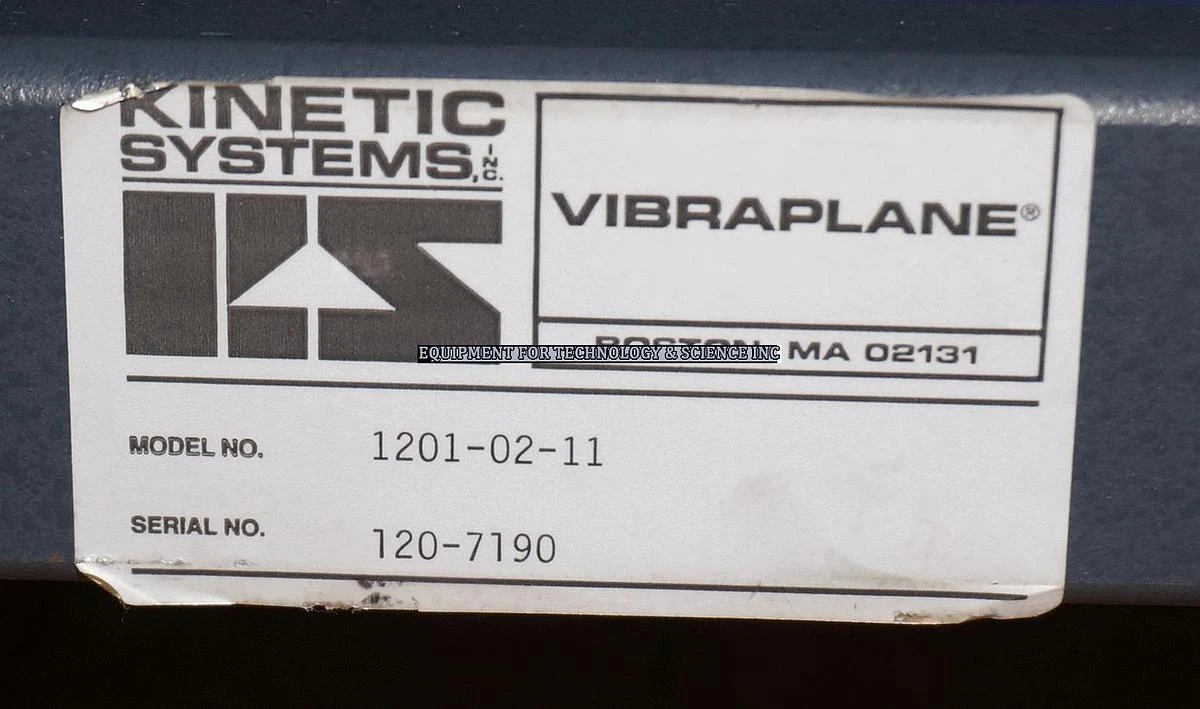 KINETIC
SYSTEMS, INC.
VIBRAPLANE®
BOSTON, MA 02131
EQUIPMENT FOR TECHNOLOGY & SCIENCE INC
MODEL NO. 1201-02-11
SERIAL NO. 120-7190